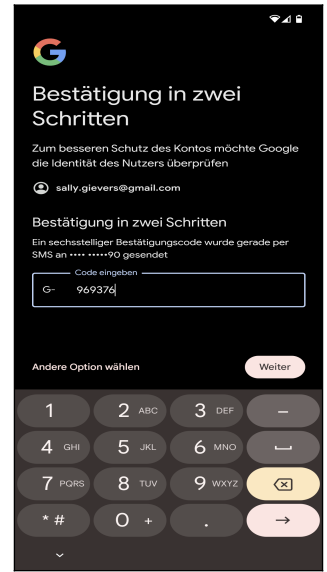 Bestätigung in zwei
Schritten
Zum besseren Schutz des Kontos möchte Google
die Identität des Nutzers überprüfen
sally.gievers@gmail.com
Bestätigung in zwei Schritten
Ein sechsstelliger Bestätigungscode wurde gerade per
SMS an •••• •••••90 gesendet
Code eingeben
G- 969376
Andere Option wählen Weiter
1 2 ABC 3 DEF –
4 GHI 5 JKL 6 MNO
7 PQRS 8 TUV 9 WXYZ
* # 0 + .